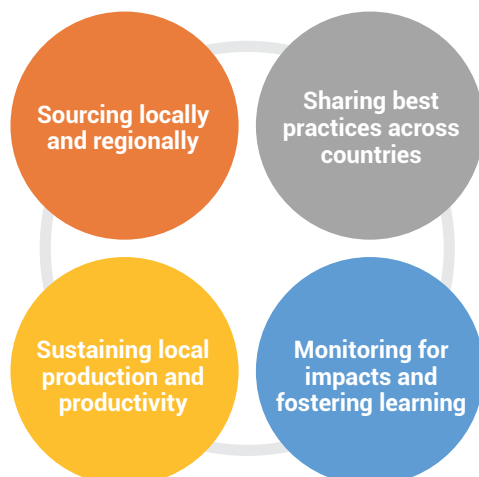 Sourcing locally
and regionally
Sharing best
practices across
countries
Sustaining local
production and
productivity
Monitoring for
impacts and
fostering learning